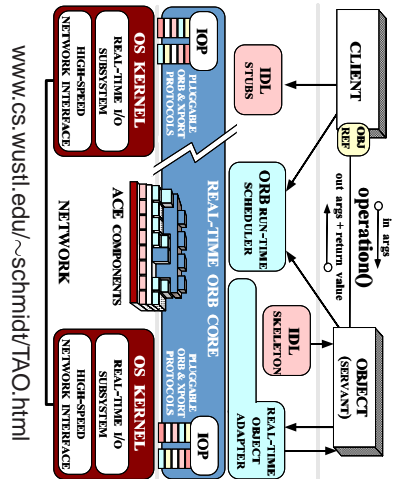 in args
operation()
out args + return value
CLIENT
OBJ
REF
OBJECT
(SERVANT)
IDL
STUBS
ORB RUN-TIME
SCHEDULER
IDL
SKELETON
REAL-TIME
OBJECT
ADAPTER
REAL-TIME ORB CORE
IOP
PLUGGABLE
ORB & XPORT
PROTOCOLS
PLUGGABLE
ORB & XPORT
PROTOCOLS
IOP
ACE COMPONENTS
OS KERNEL
REAL-TIME I/O
SUBSYSTEM
HIGH-SPEED
NETWORK INTERFACE
OS KERNEL
REAL-TIME I/O
SUBSYSTEM
HIGH-SPEED
NETWORK INTERFACE
NETWORK
www.cs.wustl.edu/~schmidt/TAO.html